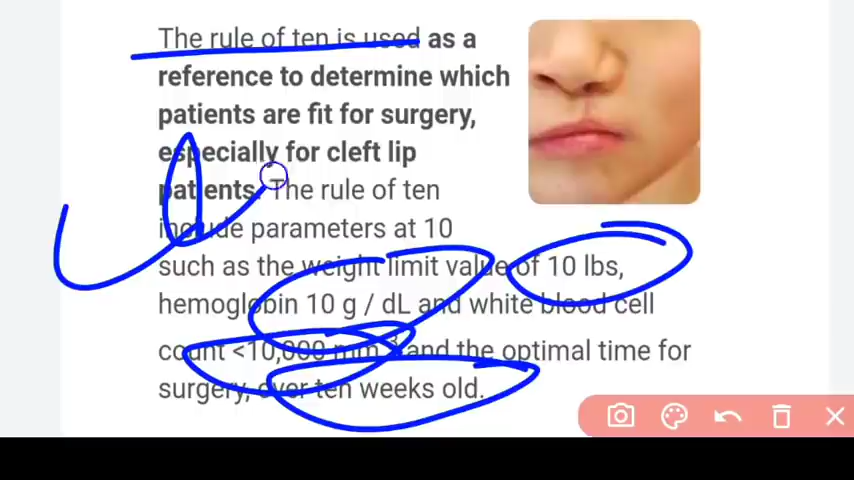 The rule of ten is used as a
reference to determine which
patients are fit for surgery,
especially for cleft lip
patients. The rule of ten
include parameters at 10
such as the weight limit value of 10 lbs,
hemoglobin 10 g / dL and white blood cell
count <10,000 mm 3 and the optimal time for
surgery, over ten weeks old.